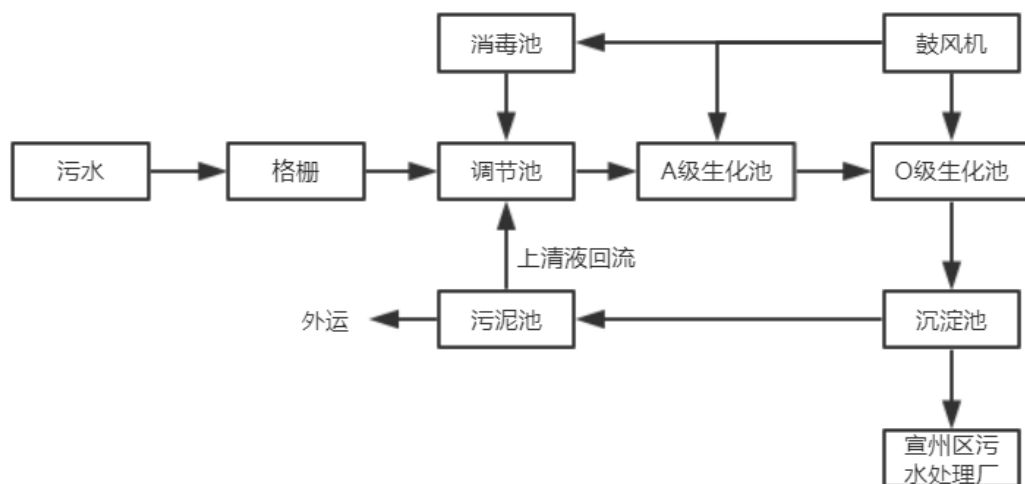 消毒池
鼓风机
污水
格栅
调节池
A级生化池
O级生化池
上清液回流
外运
污泥池
沉淀池
宣州区污
水处理厂